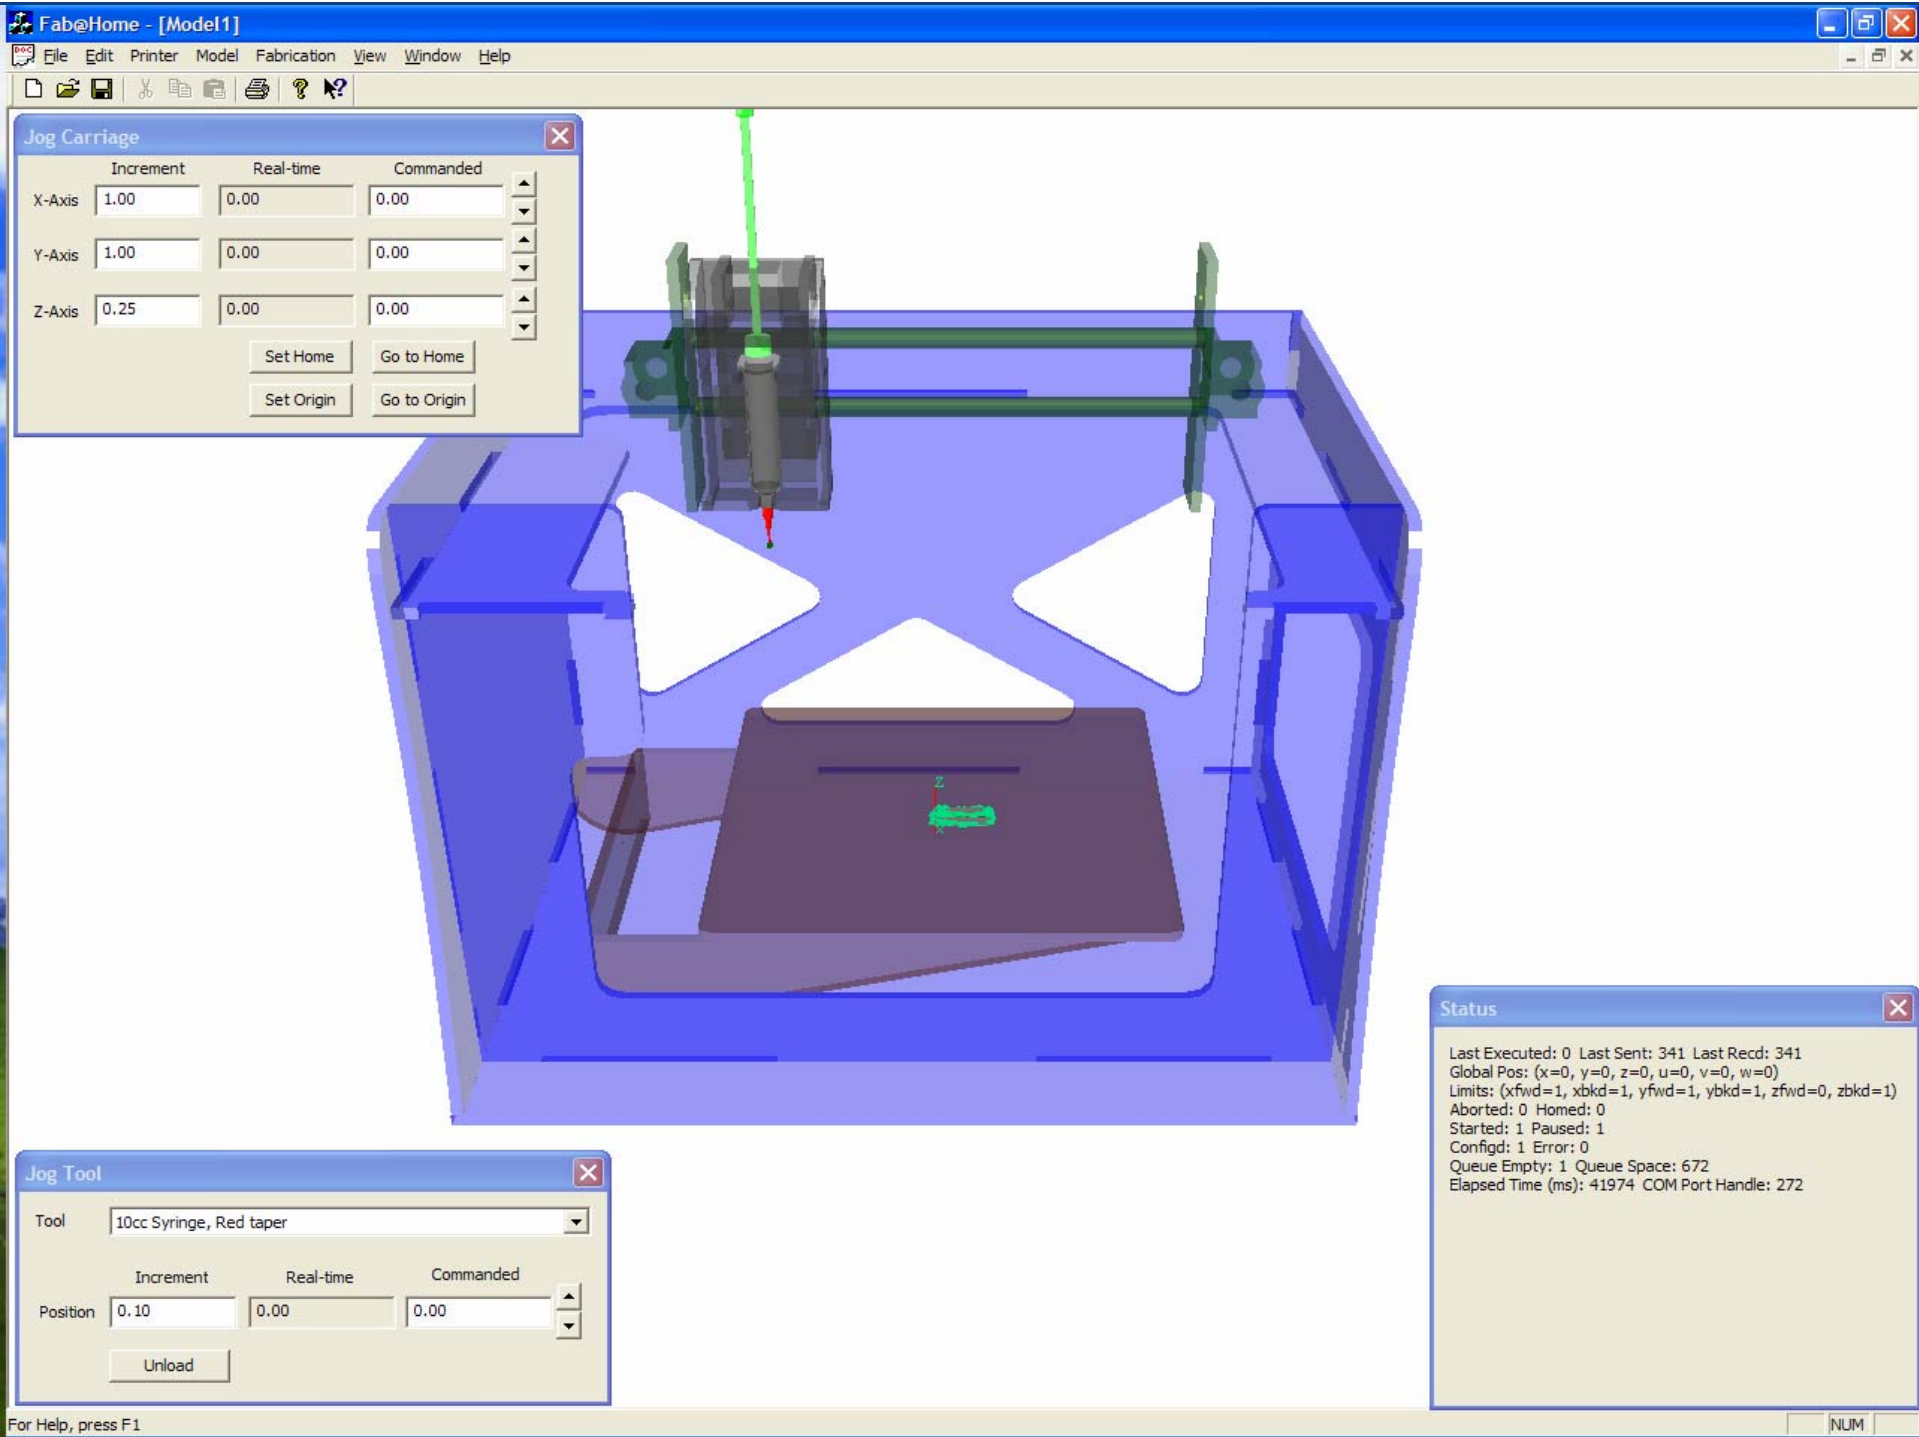 Fab@Home - [Model1]
File Edit Printer Model Fabrication View Window Help
Jog Carriage
Increment Real-time Commanded
X-Axis 1.00 0.00 0.00
Y-Axis 1.00 0.00 0.00
Z-Axis 0.25 0.00 0.00
Set Home Go to Home
Set Origin Go to Origin
Z
X
Status
Last Executed: 0 Last Sent: 341 Last Recd: 341
Global Pos: (x=0, y=0, z=0, u=0, v=0, w=0)
Limits: (xfwd=1, xbkd=1, yfwd=1, ybkd=1, zfwd=0, zbkd=1)
Aborted: 0 Homed: 0
Started: 1 Paused: 1
Configd: 1 Error: 0
Queue Empty: 1 Queue Space: 672
Elapsed Time (ms): 41974 COM Port Handle: 272
Jog Tool
Tool 10cc Syringe, Red taper
Increment Real-time Commanded
Position 0.10 0.00 0.00
Unload
For Help, press F1
NUM